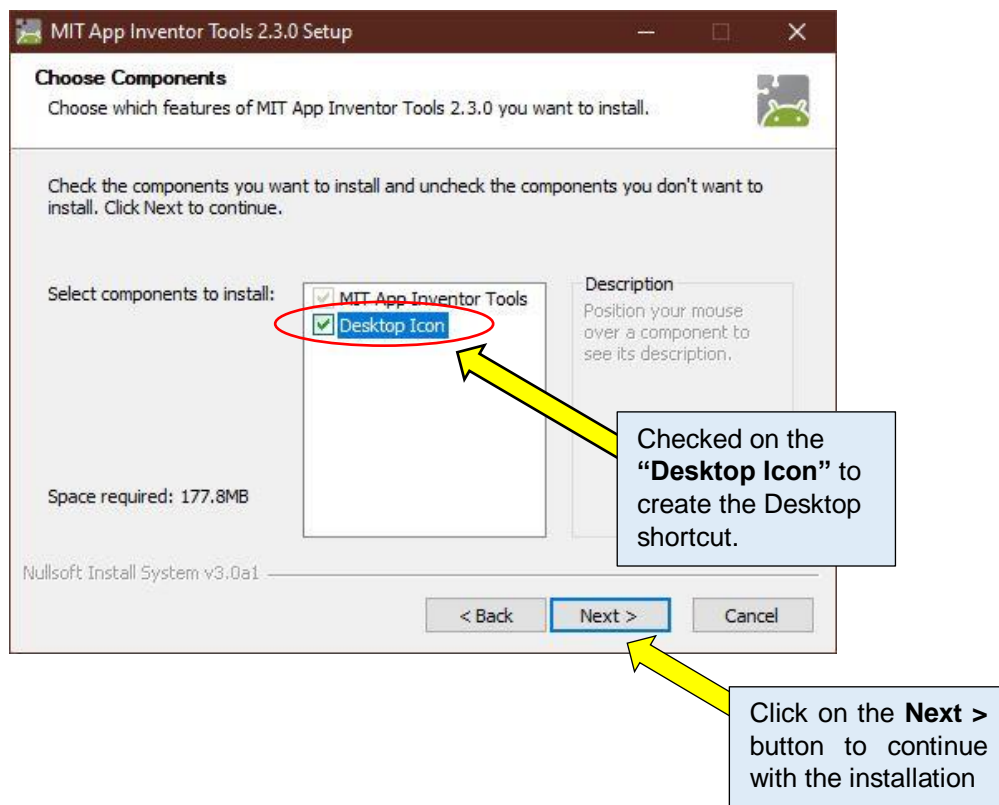 MIT App Inventor Tools 2.3.0 Setup
Choose Components
Choose which features of MIT App Inventor Tools 2.3.0 you want to install.
Check the components you want to install and uncheck the components you don't want to
install. Click Next to continue.
Select components to install:
MIT App Inventor Tools
Desktop Icon
Description
Position your mouse
over a component to
see its description.
Checked on the
“Desktop Icon” to
create the Desktop
shortcut.
Space required: 177.8MB
Nullsoft Install System v3.0a1
< Back
Next >
Cancel
Click on the Next >
button to continue
with the installation